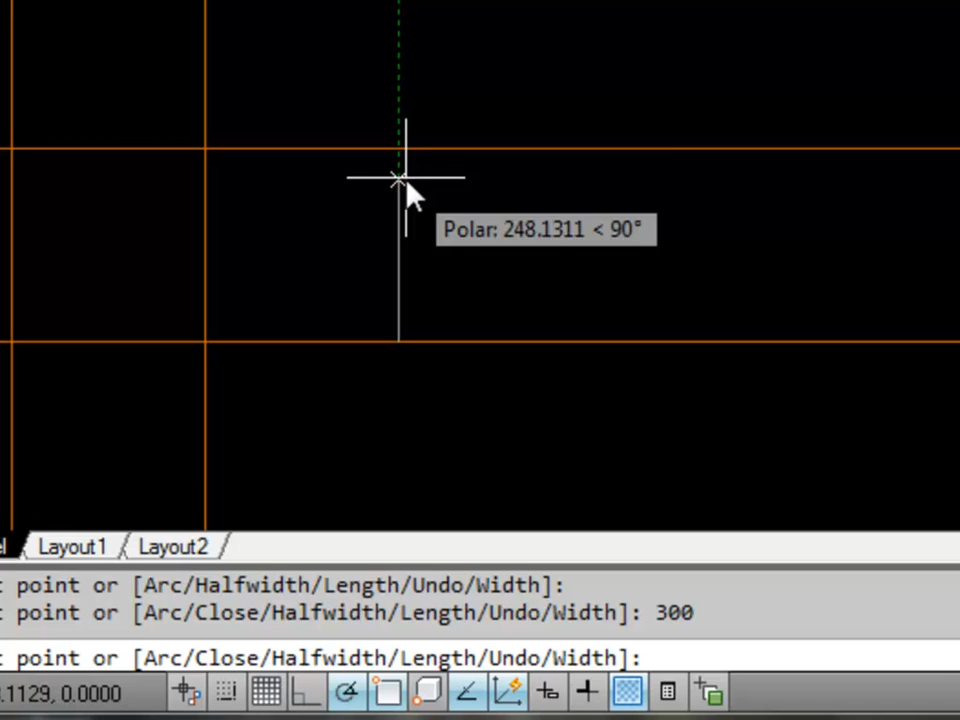 Polar: 248.1311 < 90°
Layout1 Layout2
point or [Arc/Halfwidth/Length/Undo/Width]:
point or [Arc/Close/Halfwidth/Length/Undo/Width]: 300
point or [Arc/Close/Halfwidth/Length/Undo/Width]:
.1129, 0.0000